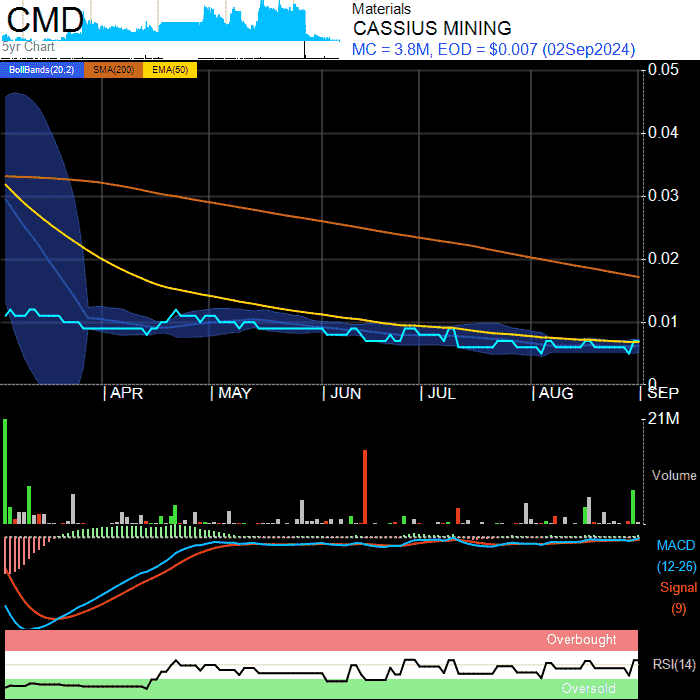 CMD
5yr Chart
Materials
CASSIUS MINING
MC = 3.8M, EOD = $0.007 (02Sep2024)
BollBands(20,2) SMA(200) EMA(50)
0.05
0.04
0.03
0.02
0.01
0
APR MAY JUN JUL AUG SEP
21M
Volume
MACD
(12-26)
Signal
(9)
Overbought
RSI(14)
Oversold